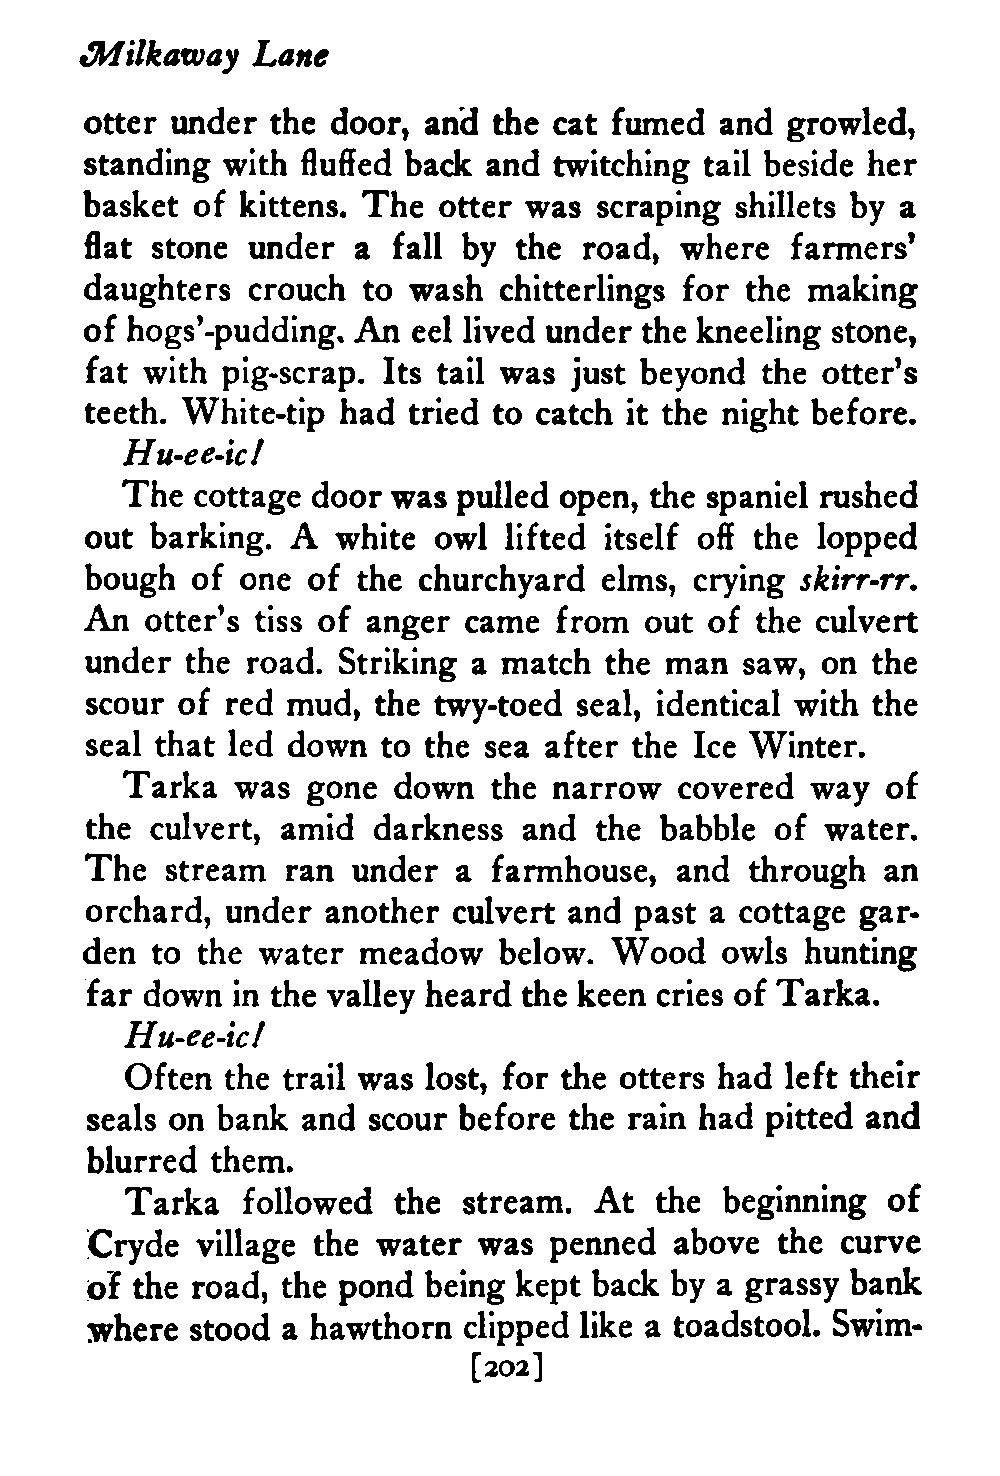 Milkaway Lane
otter under the door, and the cat fumed and growled,
standing with fluffed back and twitching tail beside her
basket of kittens. The otter was scraping shillets by a
flat stone under a fall by the road, where farmers'
daughters crouch to wash chitterlings for the making
of hogs'-pudding. An eel lived under the kneeling stone,
fat with pig-scrap. Its tail was just beyond the otter's
teeth. White-tip had tried to catch it the night before.
Hu-ee-ic!
The cottage door was pulled open, the spaniel rushed
out barking. A white owl lifted itself off the lopped
bough of one of the churchyard elms, crying skirr-rr.
An otter's tiss of anger came from out of the culvert
under the road. Striking a match the man saw, on the
scour of red mud, the twy-toed seal, identical with the
seal that led down to the sea after the Ice Winter.
Tarka was gone down the narrow covered way of
the culvert, amid darkness and the babble of water.
The stream ran under a farmhouse, and through an
orchard, under another culvert and past a cottage gar-
den to the water meadow below. Wood owls hunting
far down in the valley heard the keen cries of Tarka.
Hu-ee-ic!
Often the trail was lost, for the otters had left their
seals on bank and scour before the rain had pitted and
blurred them.
Tarka followed the stream. At the beginning of
Cryde village the water was penned above the curve
of the road, the pond being kept back by a grassy bank
where stood a hawthorn clipped like a toadstool. Swim-
[202]